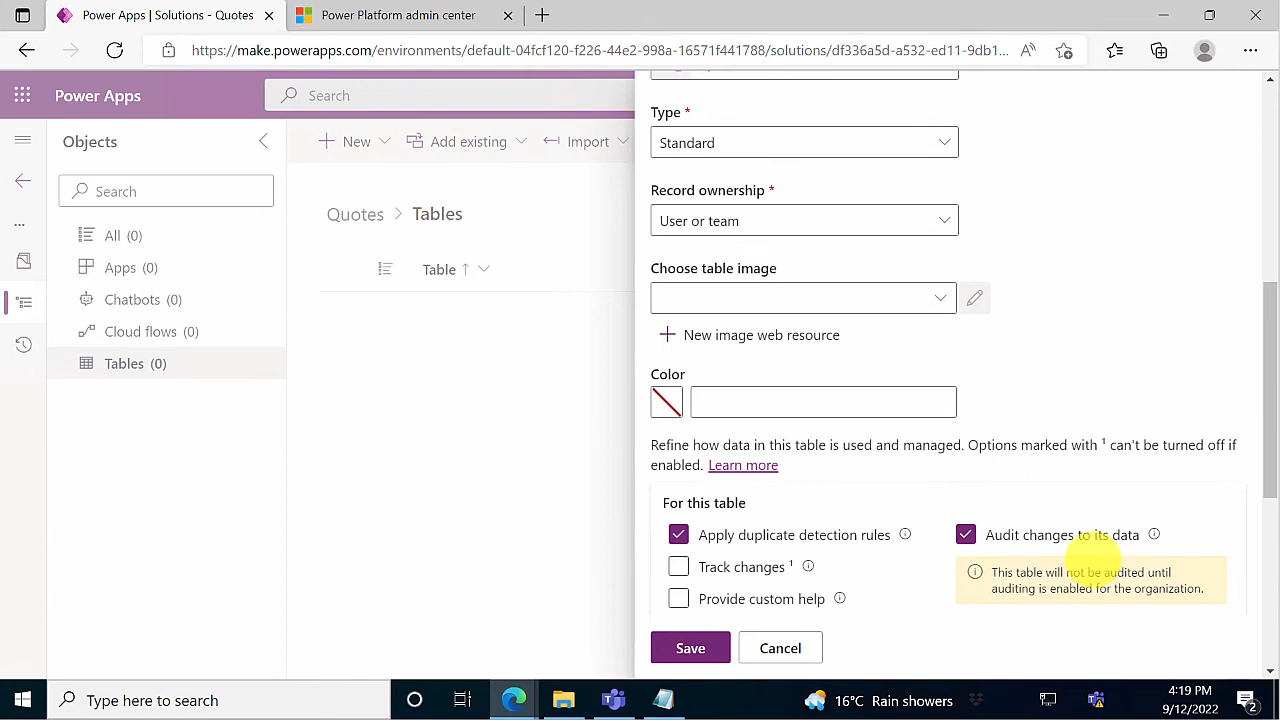 Power Apps | Solutions - Quotes
Power Platform admin center
https://make.powerapps.com/environments/default-04fcf120-f226-44e2-998a-16571f441788/solutions/df336a5d-a532-ed11-9db1...
Power Apps
Search
Objects
Search
All (0)
Apps (0)
Chatbots (0)
Cloud flows (0)
Tables (0)
New
Add existing
Import
Quotes > Tables
Table ↑
Type *
Standard
Record ownership *
User or team
Choose table image
New image web resource
Color
Refine how data in this table is used and managed. Options marked with ¹ can't be turned off if
enabled. Learn more
For this table
Apply duplicate detection rules
Audit changes to its data
Track changes ¹
This table will not be audited until
auditing is enabled for the organization.
Provide custom help
Save
Cancel
Type here to search
16°C Rain showers
4:19 PM
9/12/2022
2